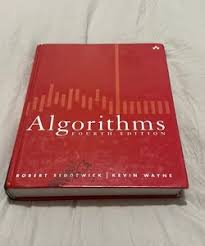 Algorithms
FOURTH EDITION
ROBERT SEDGEWICK | KEVIN WAYNE